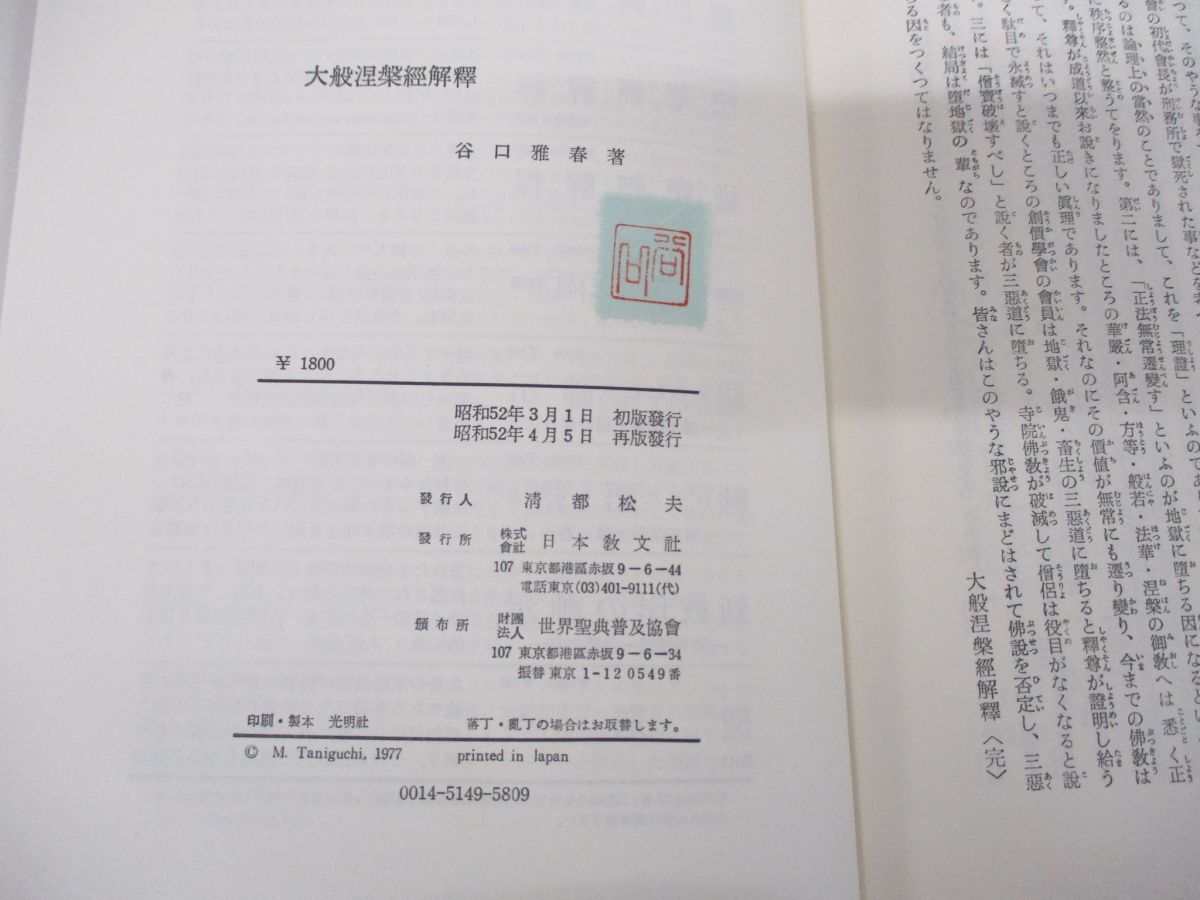 大般涅槃經解釋
谷口雅春著
谷口
¥ 1800
昭和52年3月1日 初版發行
昭和52年4月5日 再版發行
發行人 清都松夫
發行所 株式會社 日本敎文社
107 東京都港區赤坂9-6-44
電話東京(03)401-9111(代)
頒布所 財團法人 世界聖典普及協會
107 東京都港區赤坂9-6-34
振替東京1-120549番
印刷・製本 光明社 落丁・亂丁の場合はお取替します。
© M. Taniguchi, 1977 printed in Japan
0014-5149-5809
つて、そのやうな事
會の初代會長が刑務所で獄死された事などを考へ
るのは論理上の當然のことでありまして、これを「理證」といふのであ
に秩序整然と整うてをります。第二には、「正法無常遷變す」といふのが地獄に墮ちる因になるとい
す。釋尊が成道以來お說きになりましたところの華嚴・阿含・方等・般若・法華・涅槃の御敎へは悉く正
て、それはいつまでも正しい眞理であります。それなのにその價値が無常にも遷り變り、今までの佛敎は
く駄目で永滅すと說くところの創價學會の會員は地獄・餓鬼・畜生の三惡道に墮ちると釋尊が證明し給う
す。三には「僧寶破壞すべし」と說く者が三惡道に墮ちる。寺院佛敎が破滅して僧侶は役目がなくなると說
者も、結局は墮地獄の輩なのであります。皆さんはこのやうな邪說にまどはされて佛說を否定し、三惡
る因をつくつてはなりません。
大般涅槃經解釋〈完〉